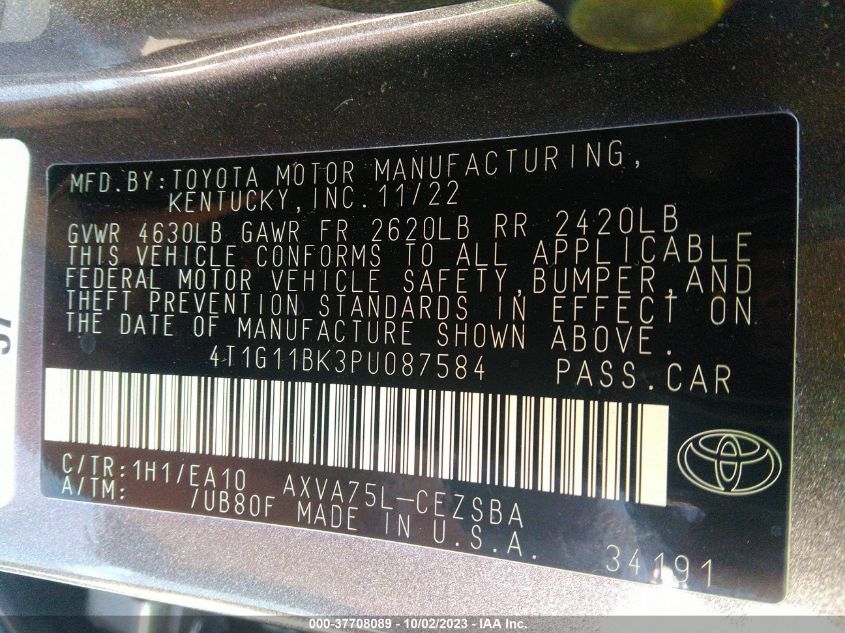 MFD.BY:TOYOTA MOTOR MANUFACTURING,
KENTUCKY,INC.11/22
GVWR 4630LB GAWR FR 2620LB RR 2420LB
THIS VEHICLE CONFORMS TO ALL APPLICABLE
FEDERAL MOTOR VEHICLE SAFETY,BUMPER,AND
THEFT PREVENTION STANDARDS IN EFFECT ON
THE DATE OF MANUFACTURE SHOWN ABOVE.
4T1G11BK3PU087584 PASS.CAR
C/TR:1H1/EA10 AXVA75L-CEZSBA
A/TM: /UB80F MADE IN U.S.A.
34191
000-37708089 - 10/02/2023 - IAA Inc.